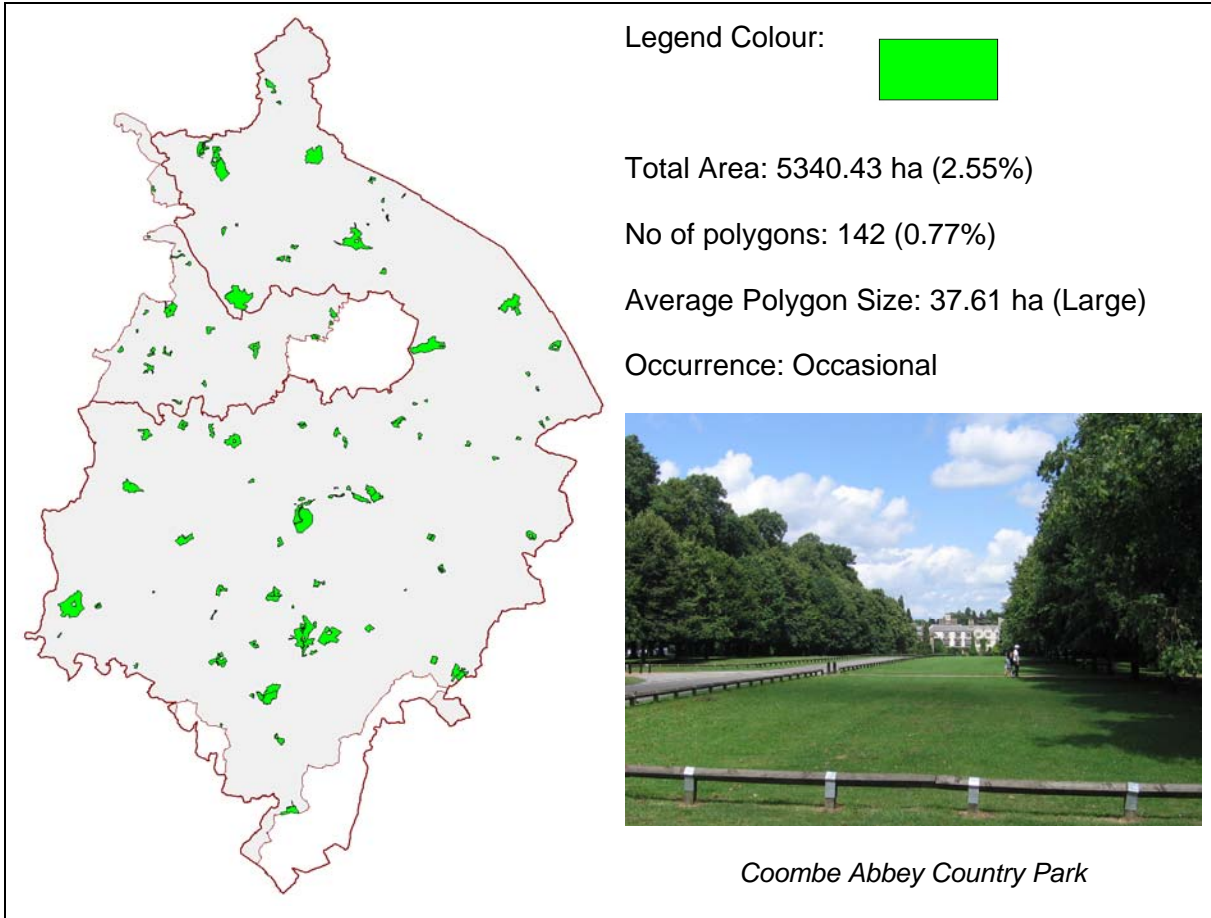 Legend Colour:
Total Area: 5340.43 ha (2.55%)
No of polygons: 142 (0.77%)
Average Polygon Size: 37.61 ha (Large)
Occurrence: Occasional
Coombe Abbey Country Park